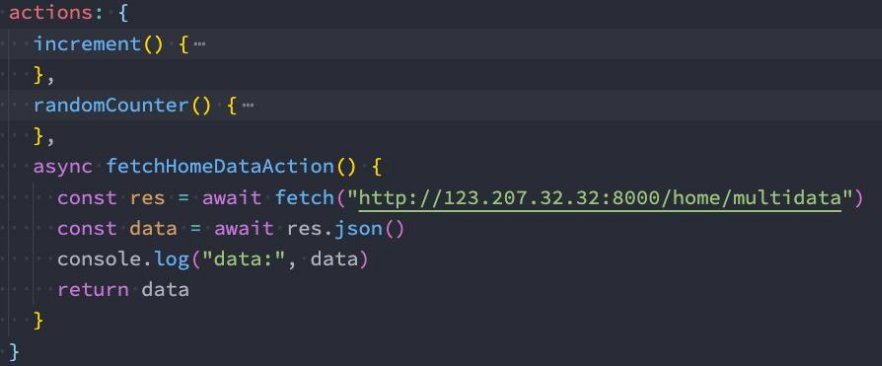 actions: {
  increment() { ⋯
  },
  randomCounter() { ⋯
  },
  async fetchHomeDataAction() {
    const res = await fetch("http://123.207.32.32:8000/home/multidata")
    const data = await res.json()
    console.log("data:", data)
    return data
  }
}